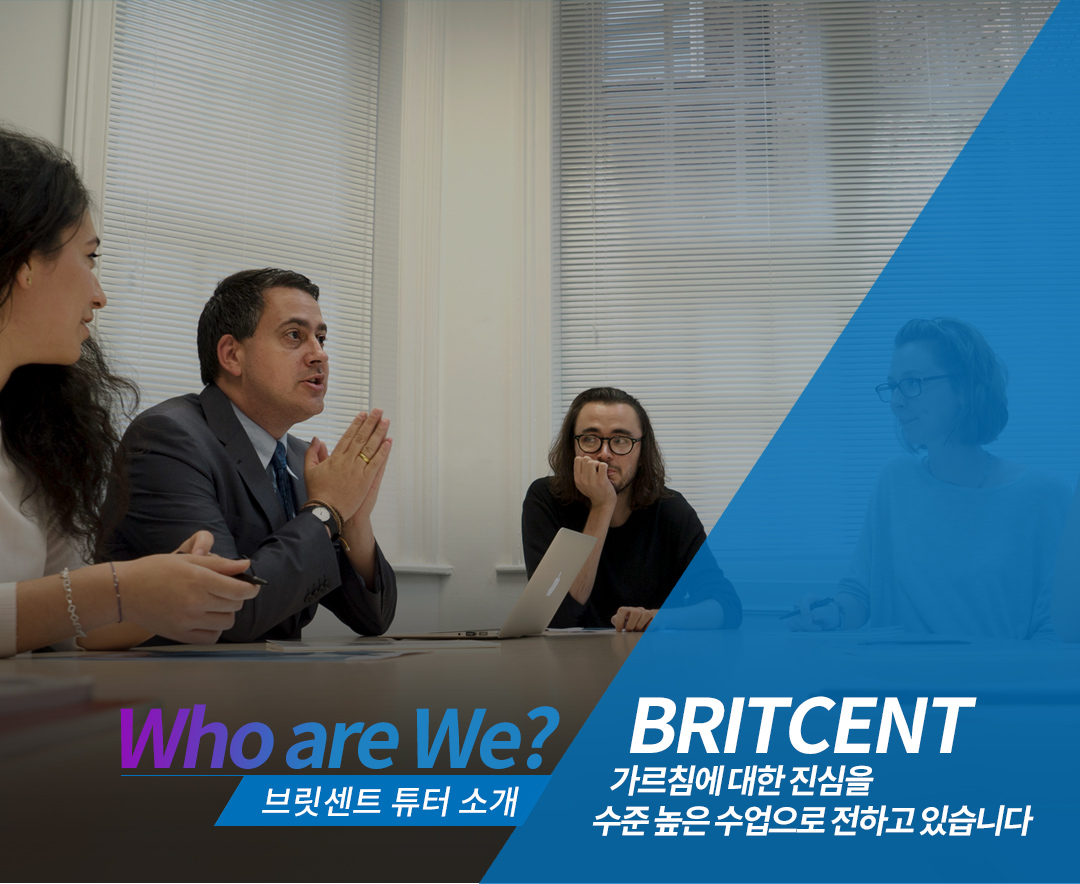 Who are We?
브릿센트 튜터 소개
BRITCENT
가르침에 대한 진심을
수준 높은 수업으로 전하고 있습니다